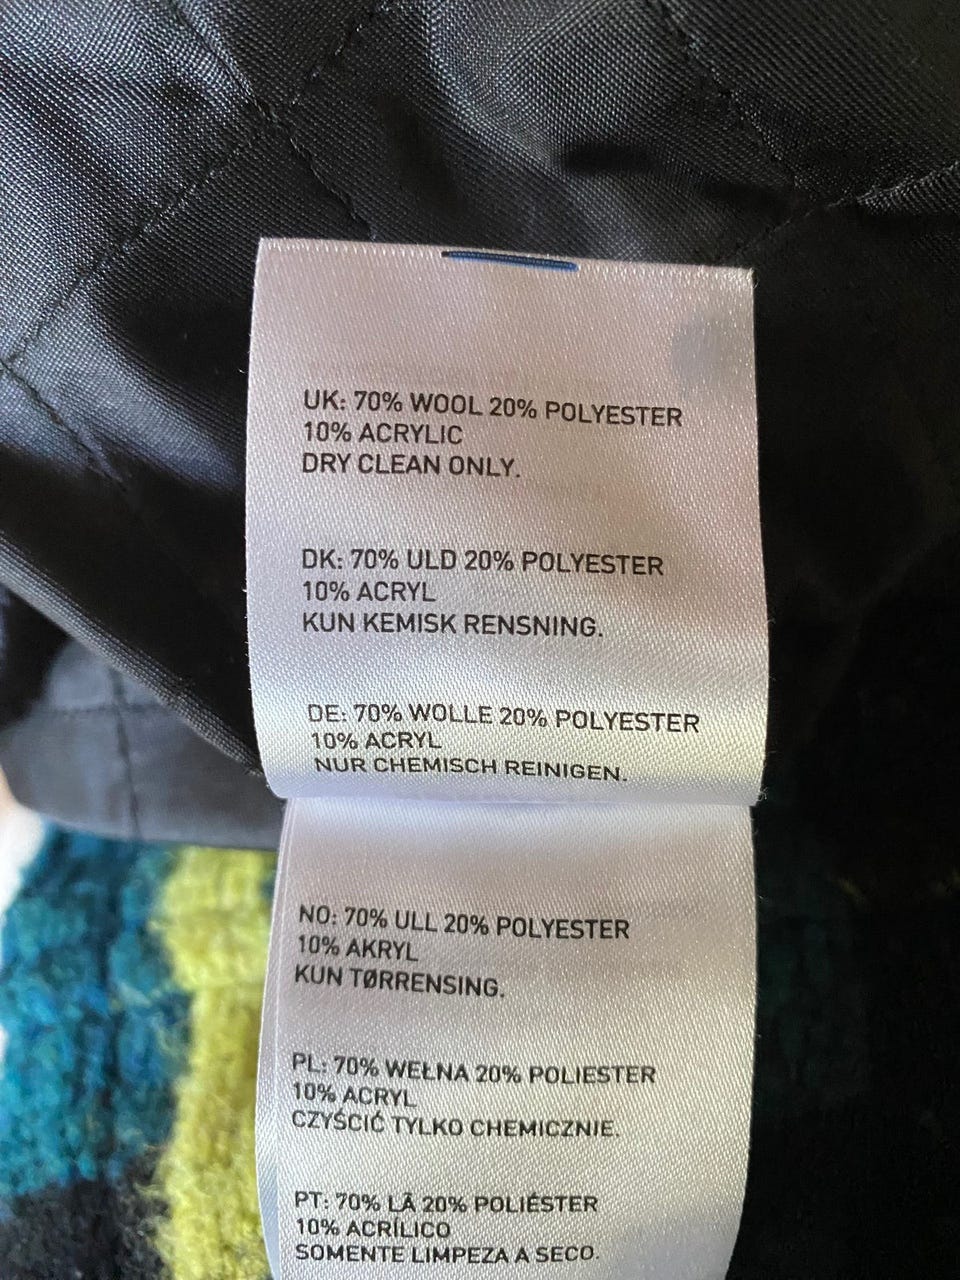 UK: 70% WOOL 20% POLYESTER
10% ACRYLIC
DRY CLEAN ONLY.
DK: 70% ULD 20% POLYESTER
10% ACRYL
KUN KEMISK RENSNING.
DE: 70% WOLLE 20% POLYESTER
10% ACRYL
NUR CHEMISCH REINIGEN.
NO: 70% ULL 20% POLYESTER
10% AKRYL
KUN TØRRENSING.
PL: 70% WEŁNA 20% POLIESTER
10% ACRYL
CZYŚCIĆ TYLKO CHEMICZNIE.
PT: 70% LÃ 20% POLIÉSTER
10% ACRÍLICO
SOMENTE LIMPEZA A SECO.